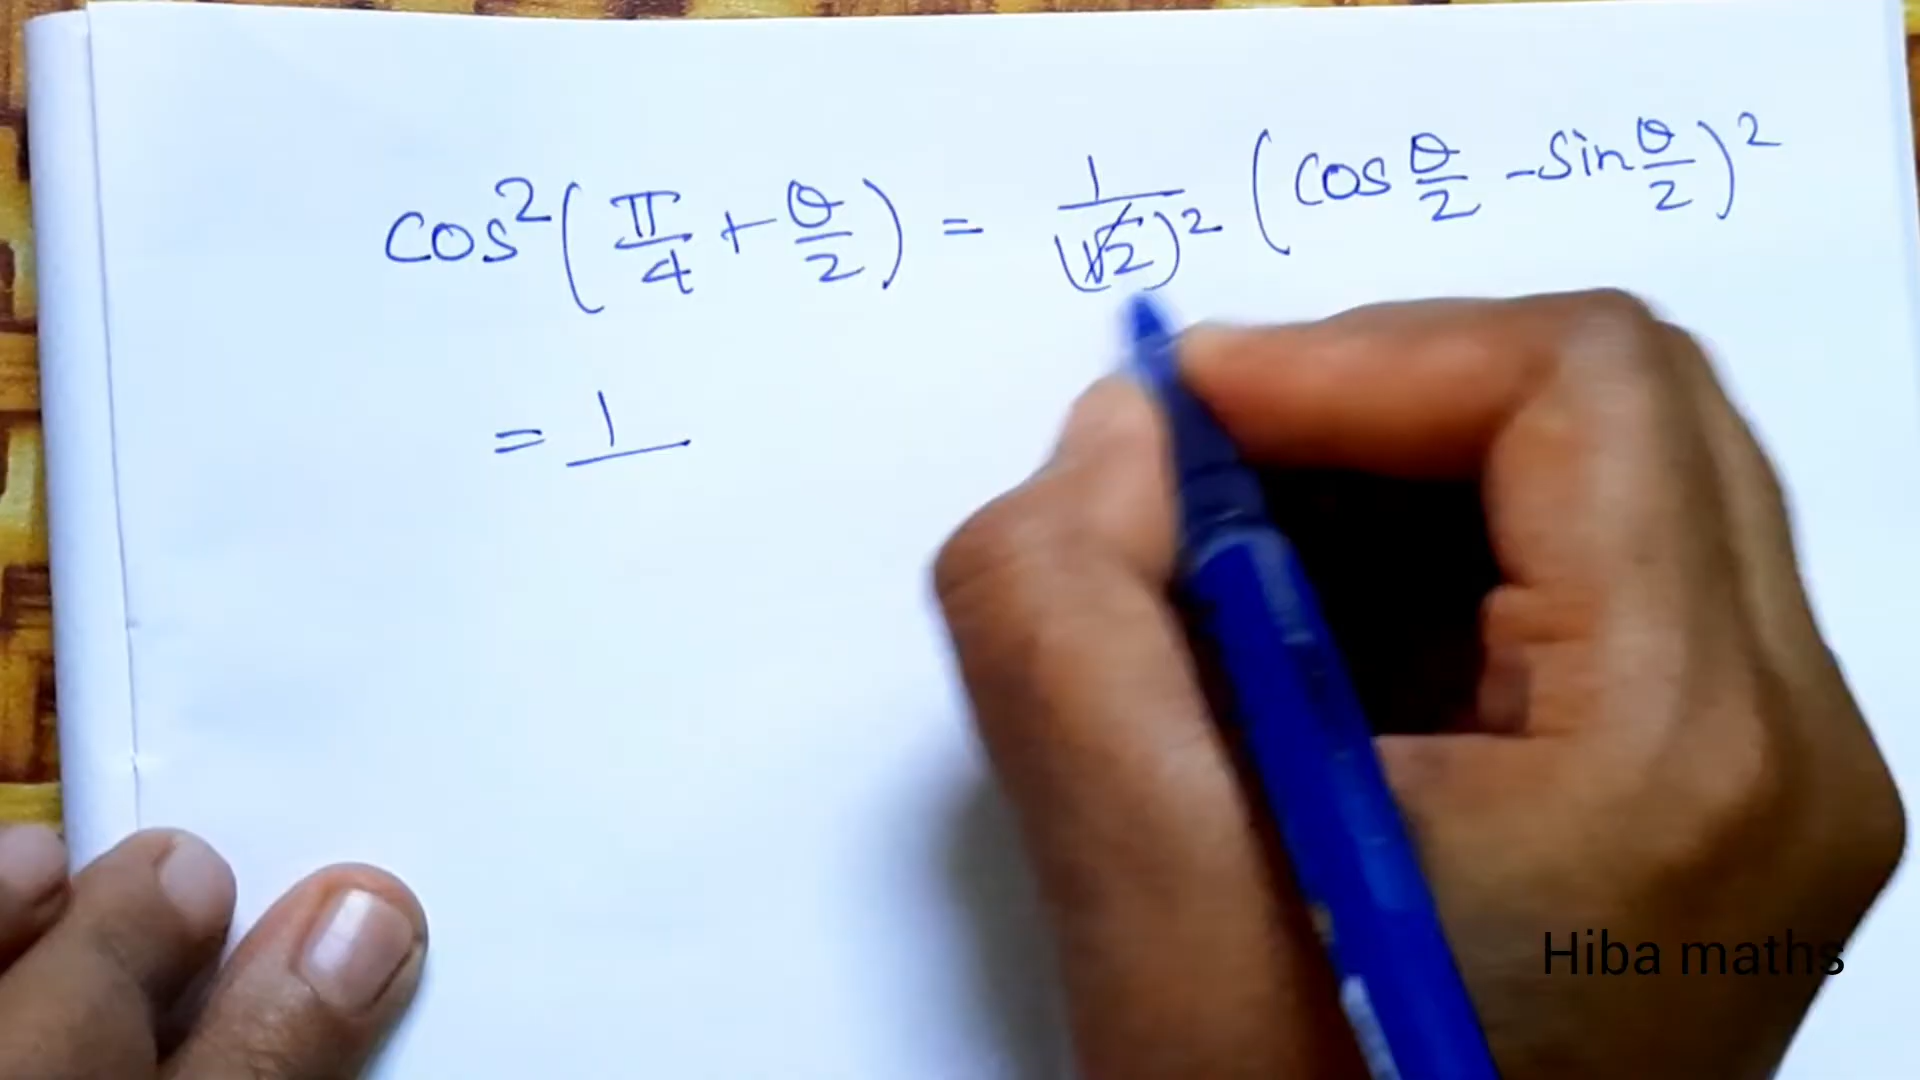 cos²(π/4 + θ/2) = 1/(√2)² (cos θ/2 - sin θ/2)²
= 1
Hiba maths